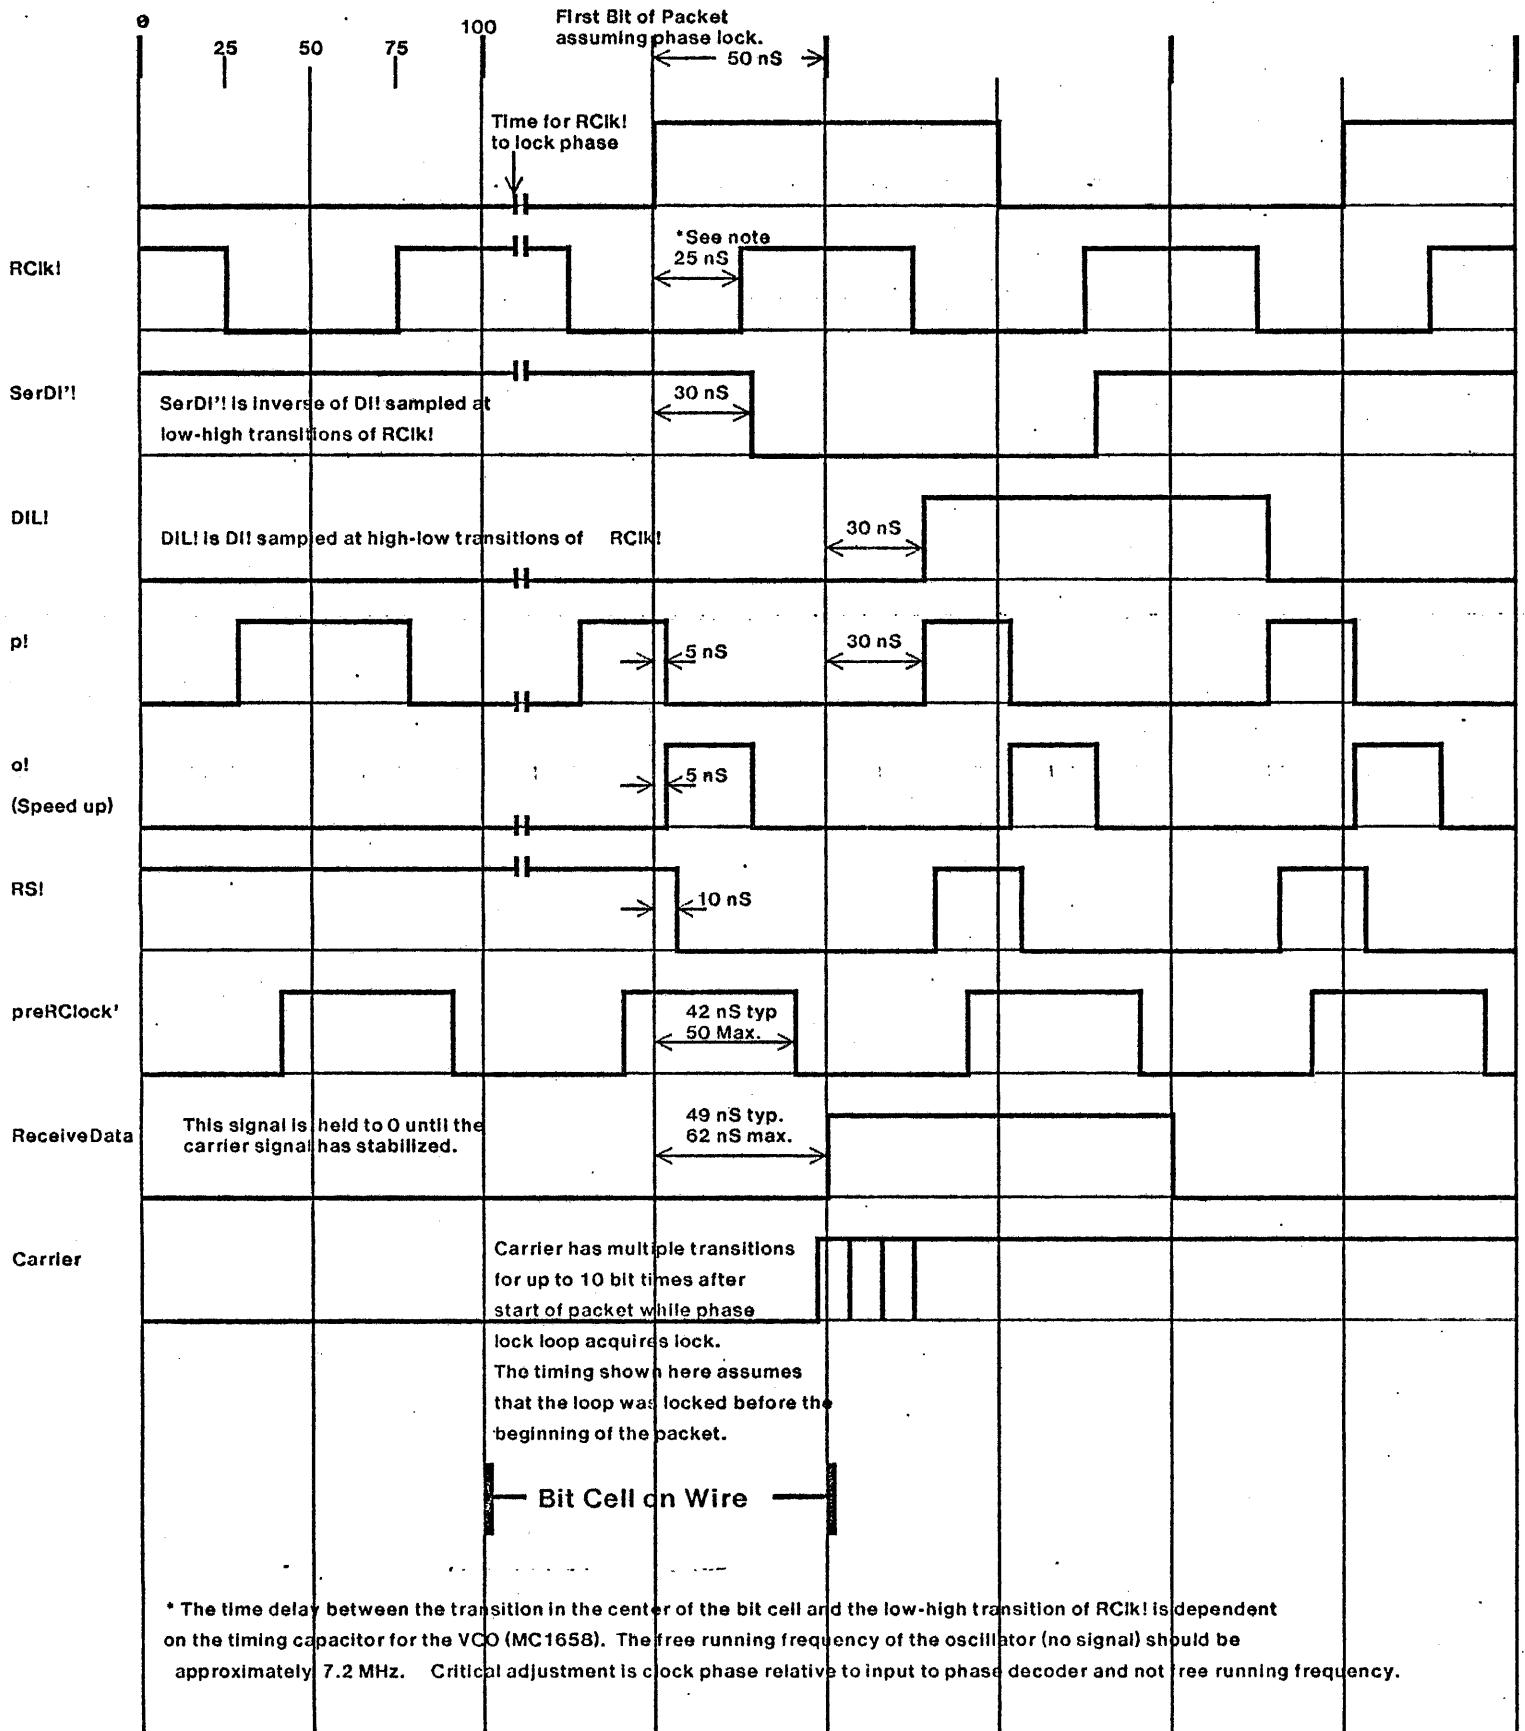 0
25
50
75
100
First Bit of Packet
assuming phase lock.
50 nS
Time for RClk!
to lock phase
RClk!
*See note
25 nS
SerDI'!
SerDI'! is inverse of DI! sampled at
low-high transitions of RClk!
30 nS
DIL!
DIL! is DI! sampled at high-low transitions of RClk!
30 nS
p!
5 nS
30 nS
o!
(Speed up)
5 nS
RS!
10 nS
preRClock'
42 nS typ
50 Max.
ReceiveData
This signal is held to 0 until the
carrier signal has stabilized.
49 nS typ.
62 nS max.
Carrier
Carrier has multiple transitions
for up to 10 bit times after
start of packet while phase
lock loop acquires lock.
The timing shown here assumes
that the loop was locked before the
beginning of the packet.
Bit Cell on Wire
* The time delay between the transition in the center of the bit cell and the low-high transition of RClk! is dependent
on the timing capacitor for the VCO (MC1658). The free running frequency of the oscillator (no signal) should be
approximately 7.2 MHz. Critical adjustment is clock phase relative to input to phase decoder and not free running frequency.